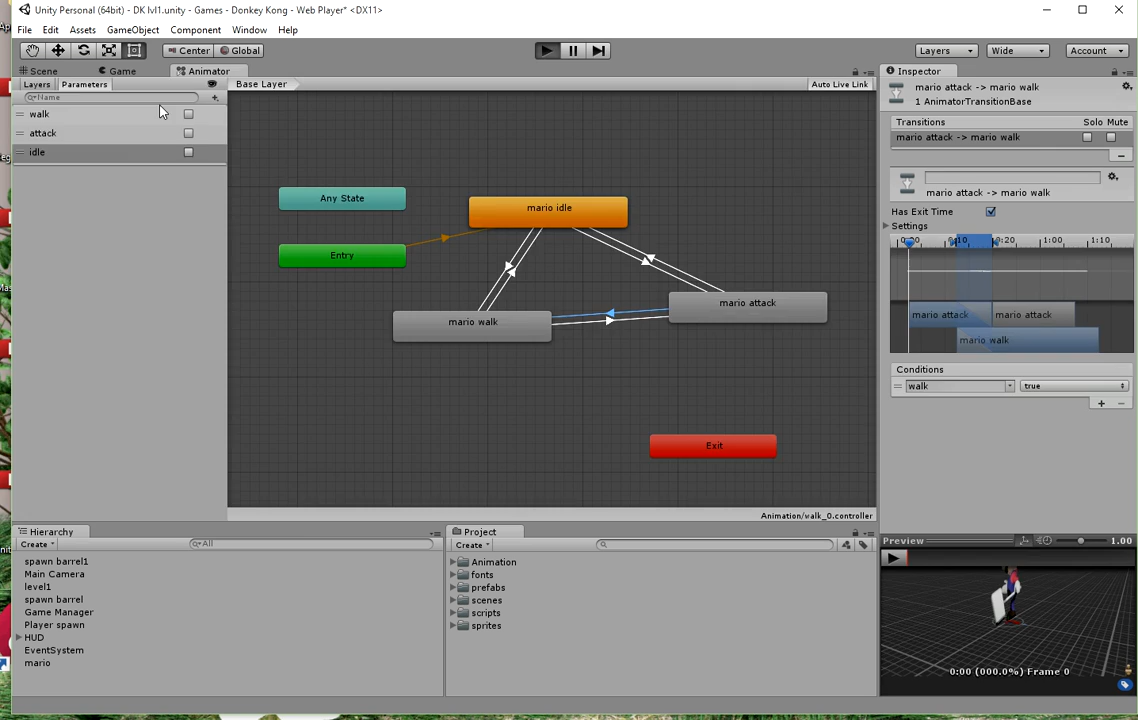 Unity Personal (64bit) - DK lvl1.unity - Games - Donkey Kong - Web Player* <DX11>
File Edit Assets GameObject Component Window Help
Center Global Layers Wide Account
Scene Game Animator Inspector
Layers Parameters Base Layer Auto Live Link
Name
walk
attack
idle
Any State
Entry
mario idle
mario walk
mario attack
Exit
Animation/walk_0.controller
mario attack -> mario walk
1 AnimatorTransitionBase
Transitions Solo Mute
mario attack -> mario walk
mario attack -> mario walk
Has Exit Time
Settings
0:00 0:10 0:20 1:00 1:10
mario attack mario attack
mario walk
Conditions
walk true
Hierarchy
Create All
spawn barrel1
Main Camera
level1
spawn barrel
Game Manager
Player spawn
HUD
EventSystem
mario
Project
Create
Animation
fonts
prefabs
scenes
scripts
sprites
Preview 1.00
0:00 (000.0%) Frame 0